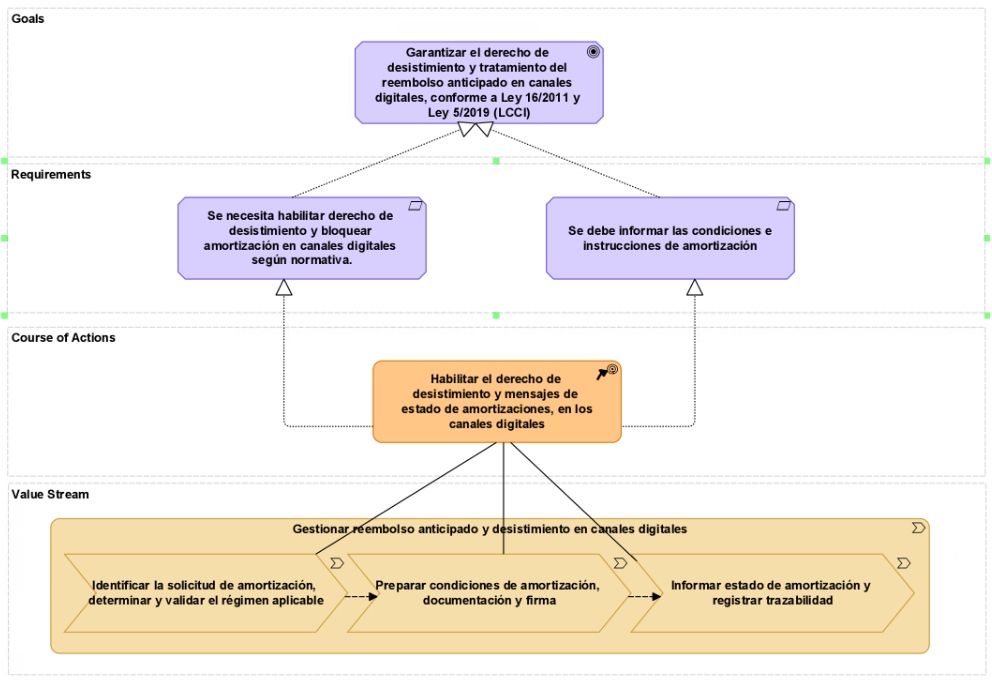 Goals
Garantizar el derecho de
desistimiento y tratamiento del
reembolso anticipado en canales
digitales, conforme a Ley 16/2011 y
Ley 5/2019 (LCCI)
Requirements
Se necesita habilitar derecho de
desistimiento y bloquear
amortización en canales digitales
según normativa.
Se debe informar las condiciones e
instrucciones de amortización
Course of Actions
Habilitar el derecho de
desistimiento y mensajes de
estado de amortizaciones, en los
canales digitales
Value Stream
Gestionar reembolso anticipado y desistimiento en canales digitales
Identificar la solicitud de amortización,
determinar y validar el régimen aplicable
Preparar condiciones de amortización,
documentación y firma
Informar estado de amortización y
registrar trazabilidad